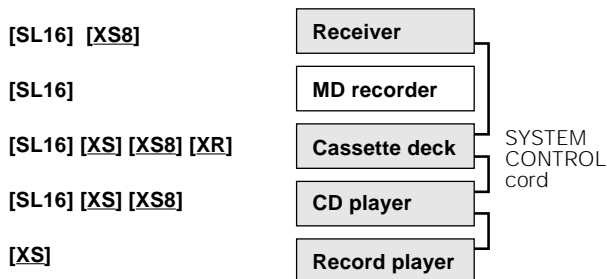 [SL16] [XS8] Receiver
[SL16] MD recorder
[SL16] [XS] [XS8] [XR] Cassette deck
[SL16] [XS] [XS8] CD player
[XS] Record player
SYSTEM
CONTROL
cord